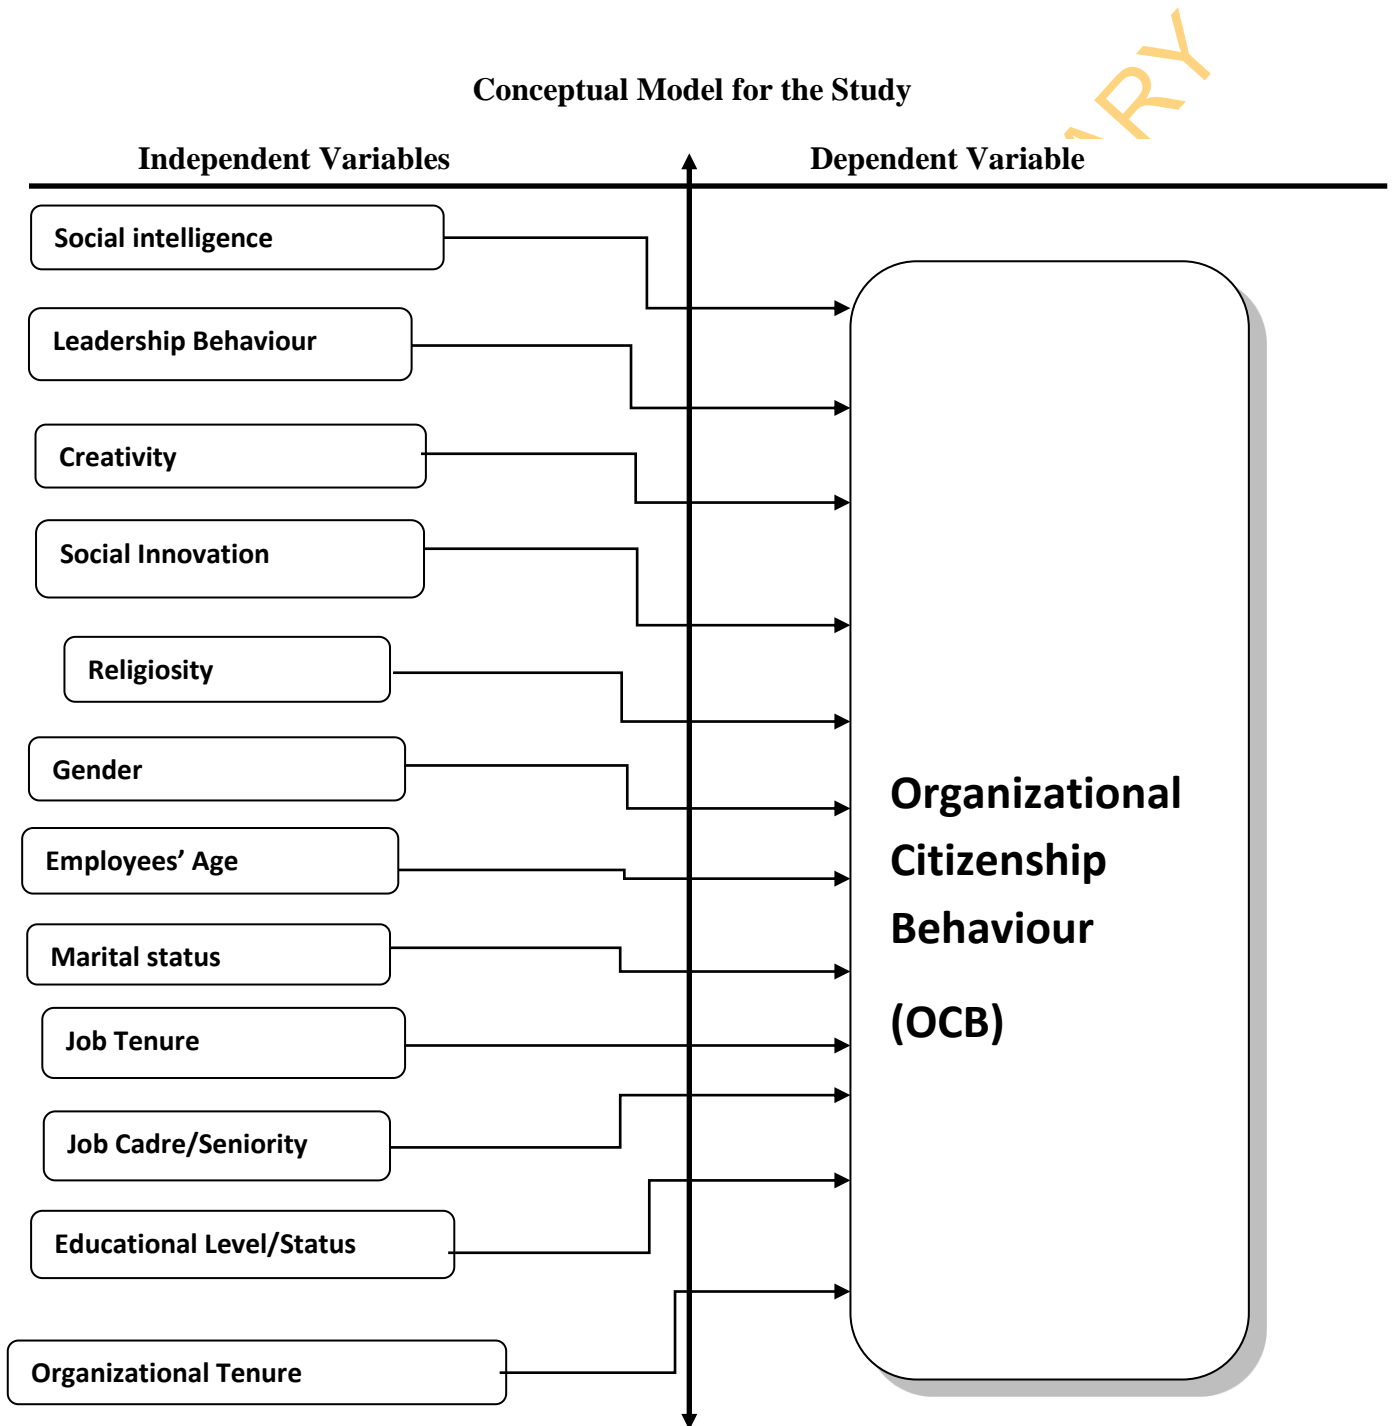 ARY
Conceptual Model for the Study
Independent Variables
Dependent Variable
Social intelligence
Leadership Behaviour
Creativity
Social Innovation
Religiosity
Gender
Employees’ Age
Marital status
Job Tenure
Job Cadre/Seniority
Educational Level/Status
Organizational Tenure
Organizational
Citizenship
Behaviour
(OCB)